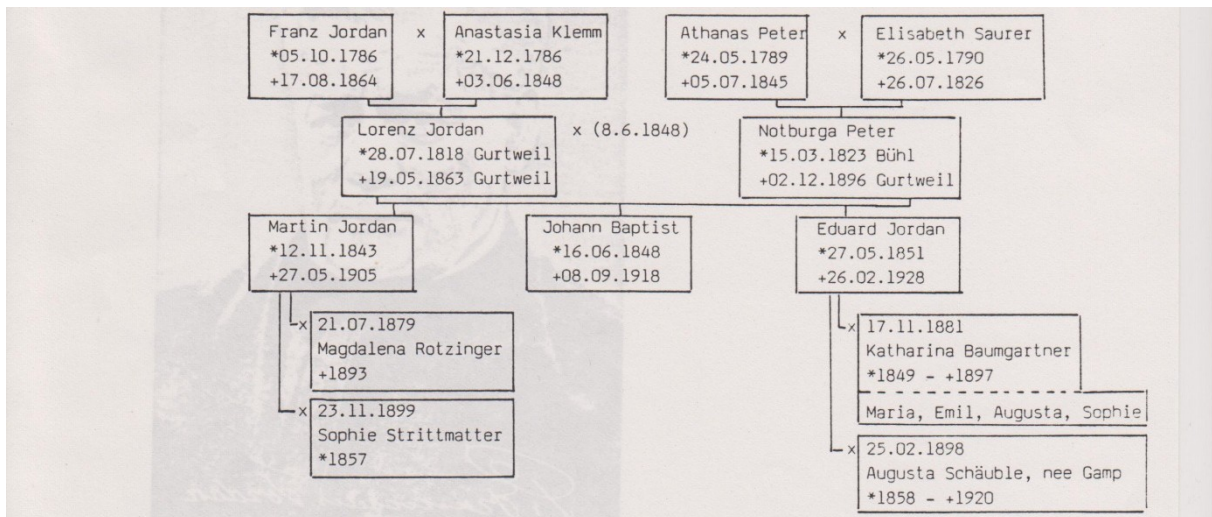 Franz Jordan x Anastasia Klemm
*05.10.1786 *21.12.1786
+17.08.1864 +03.06.1848
Athanas Peter x Elisabeth Saurer
*24.05.1789 *26.05.1790
+05.07.1845 +26.07.1826
Lorenz Jordan x (8.6.1848) Notburga Peter
*28.07.1818 Gurtweil *15.03.1823 Bühl
+19.05.1863 Gurtweil +02.12.1896 Gurtweil
Martin Jordan
*12.11.1843
+27.05.1905
Johann Baptist
*16.06.1848
+08.09.1918
Eduard Jordan
*27.05.1851
+26.02.1928
x 21.07.1879
Magdalena Rotzinger
+1893
x 23.11.1899
Sophie Strittmatter
*1857
x 17.11.1881
Katharina Baumgartner
*1849 - +1897
Maria, Emil, Augusta, Sophie
x 25.02.1898
Augusta Schäuble, nee Gamp
*1858 - +1920